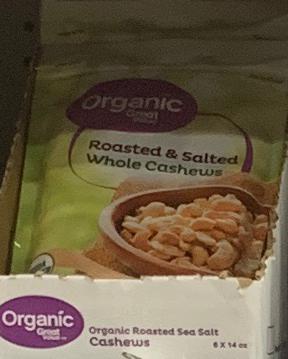 Organic
Great
Value
Roasted & Salted
Whole Cashews
Organic
Great
Value
Organic Roasted Sea Salt
Cashews
6 X 14 oz